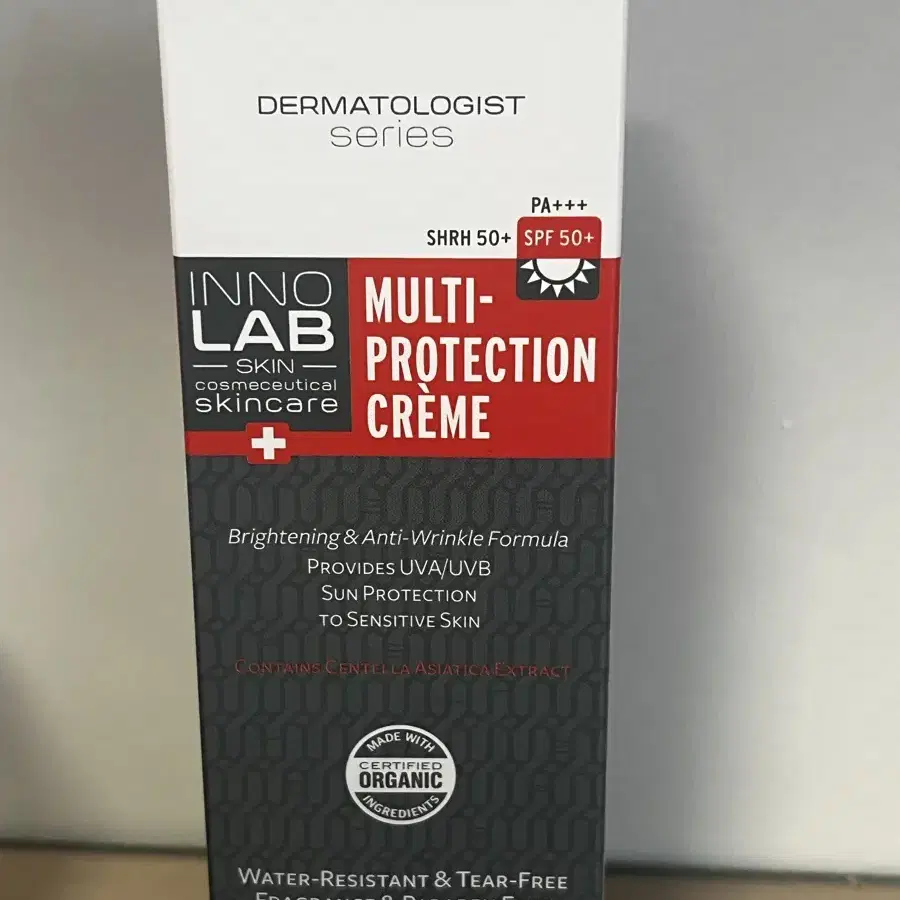 DERMATOLOGIST
series
PA+++
SHRH 50+ SPF 50+
INNO
LAB
SKIN
cosmeceutical
skincare
MULTI-
PROTECTION
CRÈME
Brightening & Anti-Wrinkle Formula
PROVIDES UVA/UVB
SUN PROTECTION
TO SENSITIVE SKIN
CONTAINS CENTELLA ASIATICA EXTRACT
MADE WITH
CERTIFIED
ORGANIC
INGREDIENTS
WATER-RESISTANT & TEAR-FREE